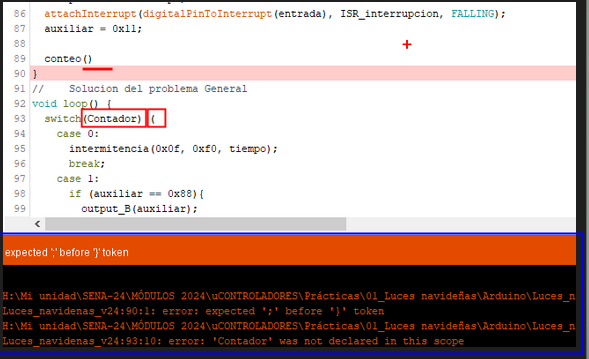 86 attachInterrupt(digitalPinToInterrupt(entrada), ISR_interrupcion, FALLING);
87 auxiliar = 0x11;
88
89 conteo()
90 }
91 // Solucion del problema General
92 void loop() {
93 switch(Contador) {
94 case 0:
95 intermitencia(0x0f, 0xf0, tiempo);
96 break;
97 case 1:
98 if (auxiliar == 0x88){
99 output_B(auxiliar);
expected ';' before '}' token
H:\Mi unidad\SENA-24\MÓDULOS 2024\uCONTROLADORES\Prácticas\01_Luces navideñas\Arduino\Luces_n
Luces_navidenas_v24:90:1: error: expected ';' before '}' token
H:\Mi unidad\SENA-24\MÓDULOS 2024\uCONTROLADORES\Prácticas\01_Luces navideñas\Arduino\Luces_n
Luces_navidenas_v24:93:10: error: 'Contador' was not declared in this scope